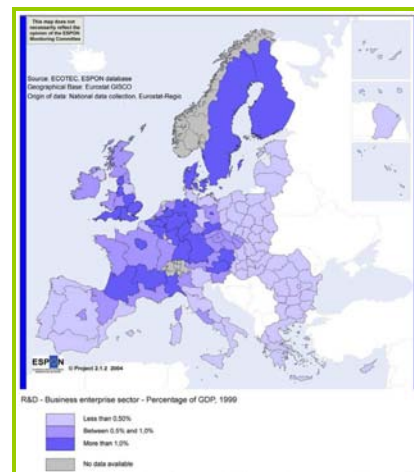 This map does not
necessarily reflect the
opinion of the ESPON
Monitoring Committee
Source: ECOTEC, ESPON database
Geographical Base: Eurostat GISCO
Origin of data: National data collection, Eurostat-Regio
ESPON
© Project 2.1.2 2004
R&D - Business enterprise sector - Percentage of GDP, 1999
Less than 0,50%
Between 0,5% and 1,0%
More than 1,0%
No data available